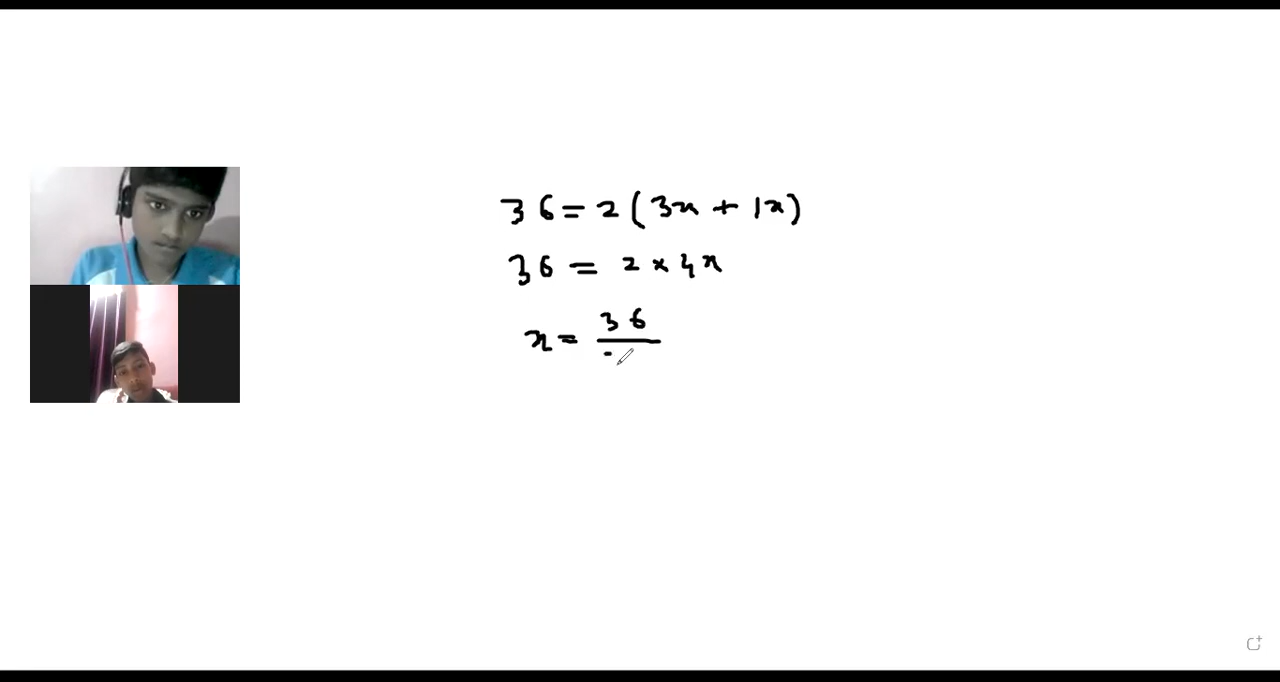 36 = 2 ( 3x + 1x )
36 = 2 × 4x
x = 36